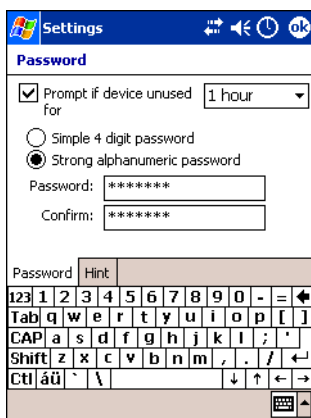 Settings ok
Password
Prompt if device unused for 1 hour
Simple 4 digit password
Strong alphanumeric password
Password: *******
Confirm: *******
Password Hint
123 1 2 3 4 5 6 7 8 9 0 - =
Tab q w e r t y u i o p [ ]
CAP a s d f g h j k l ; '
Shift z x c v b n m , . /
Ctl áü ` \